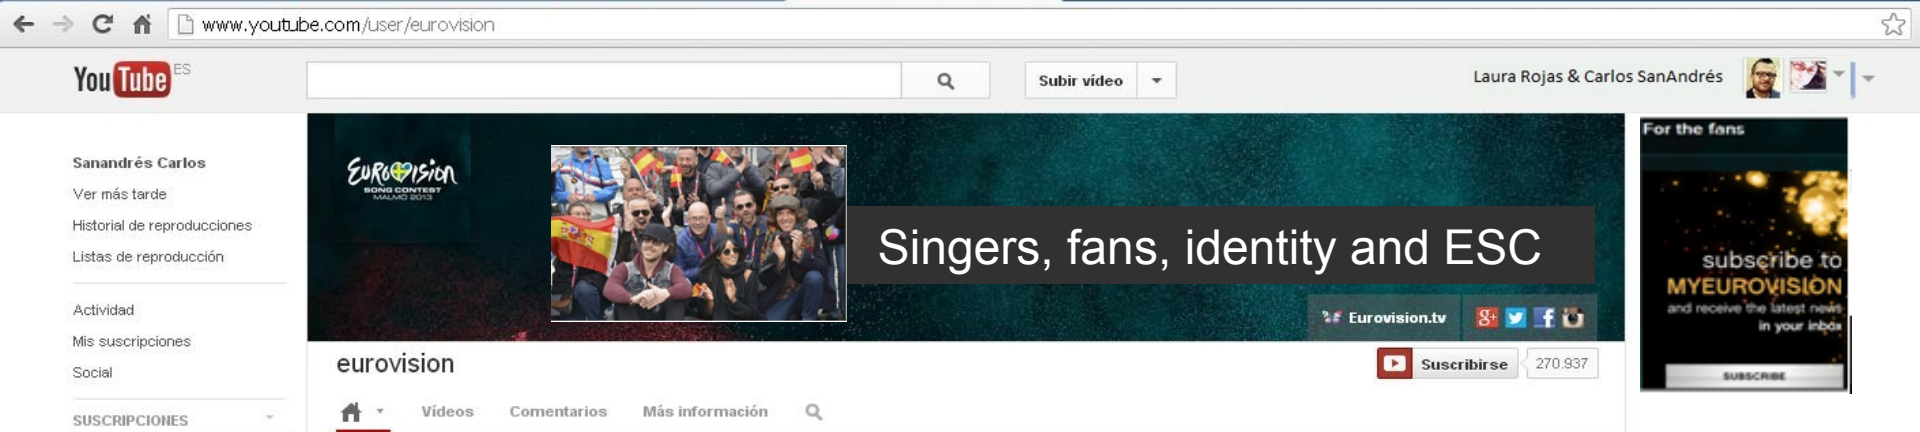 www.youtube.com/user/eurovision
YouTube ES
Subir vídeo
Laura Rojas & Carlos SanAndrés
Sanandrés Carlos
Ver más tarde
Historial de reproducciones
Listas de reproducción
Actividad
Mis suscripciones
Social
SUSCRIPCIONES
EUROVISION
SONG CONTEST
MALMÖ 2013
Singers, fans, identity and ESC
Eurovision.tv
eurovision
Suscribirse 270.937
Vídeos Comentarios Más información
For the fans
subscribe to
MYEUROVISION
and receive the latest news
in your inbox
SUBSCRIBE